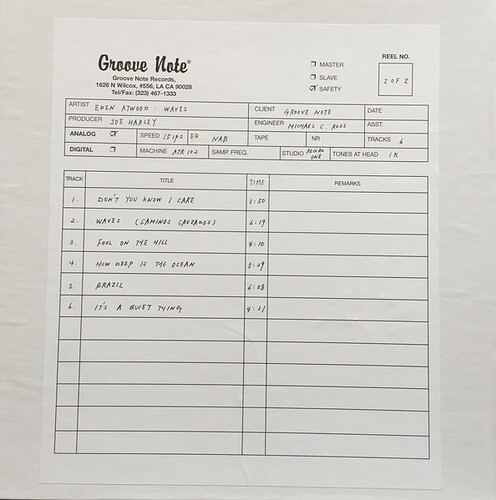 Groove Note®
Groove Note Records,
1626 N Wilcox, #556, LA CA 90028
Tel/Fax: (323) 467-1333
MASTER
SLAVE
SAFETY
REEL NO.
2 OF 2
ARTIST EDEN ATWOOD : WAVES CLIENT GROOVE NOTE DATE
PRODUCER JOE HARLEY ENGINEER MICHAEL C. ROSS ASST.
ANALOG SPEED 15 IPS EQ NAB TAPE NR TRACKS 6
DIGITAL MACHINE ATR 102 SAMP. FREQ. STUDIO ONE TONES AT HEAD 1K
TRACK TITLE TIME REMARKS
1. DON'T YOU KNOW I CARE 3:50
2. WAVES (CAMINOS CRUZADOS) 6:19
3. FOOL ON THE HILL 4:10
4. HOW DEEP IS THE OCEAN 5:29
5. BRAZIL 6:08
6. IT'S A QUIET THING